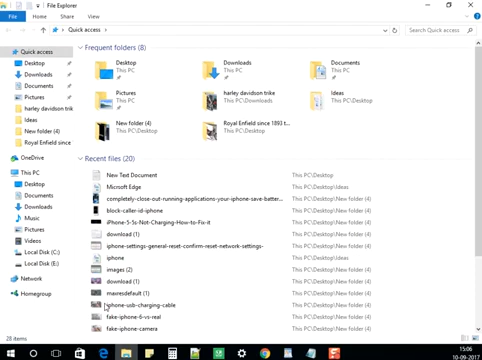 File Explorer
File Home Share View
Quick access
Search Quick access
Quick access
Desktop
Downloads
Documents
Pictures
harley davidson trik
Ideas
New folder (4)
Royal Enfield since
OneDrive
This PC
Desktop
Documents
Downloads
Music
Pictures
Videos
Local Disk (C:)
Local Disk (E:)
Network
Homegroup
Frequent folders (8)
Desktop
This PC
Downloads
This PC
Documents
This PC
Pictures
This PC
harley davidson trike
This PC\Downloads
Ideas
This PC\Desktop
New folder (4)
This PC\Desktop
Royal Enfield since 1893 t...
This PC\Desktop
Recent files (20)
New Text Document This PC\Desktop
Microsoft Edge This PC\Desktop\Ideas
completely-close-out-running-applications-your-iphone-save-batter... This PC\Desktop\New folder (4)
block-caller-id-iphone This PC\Desktop\New folder (4)
iPhone-5-5s-Not-Charging-How-to-Fix-it This PC\Desktop\New folder (4)
download (1) This PC\Desktop\New folder (4)
iphone-settings-general-reset-confirm-reset-network-settings- This PC\Desktop\New folder (4)
iphone This PC\Desktop\Ideas
images (2) This PC\Desktop\New folder (4)
download (1) This PC\Desktop\New folder (4)
maxresdefault (1) This PC\Desktop\New folder (4)
iphone-usb-charging-cable This PC\Desktop\New folder (4)
fake-iphone-6-vs-real This PC\Desktop\New folder (4)
fake-iphone-camera This PC\Desktop\New folder (4)
28 items
15:06
10-09-2017